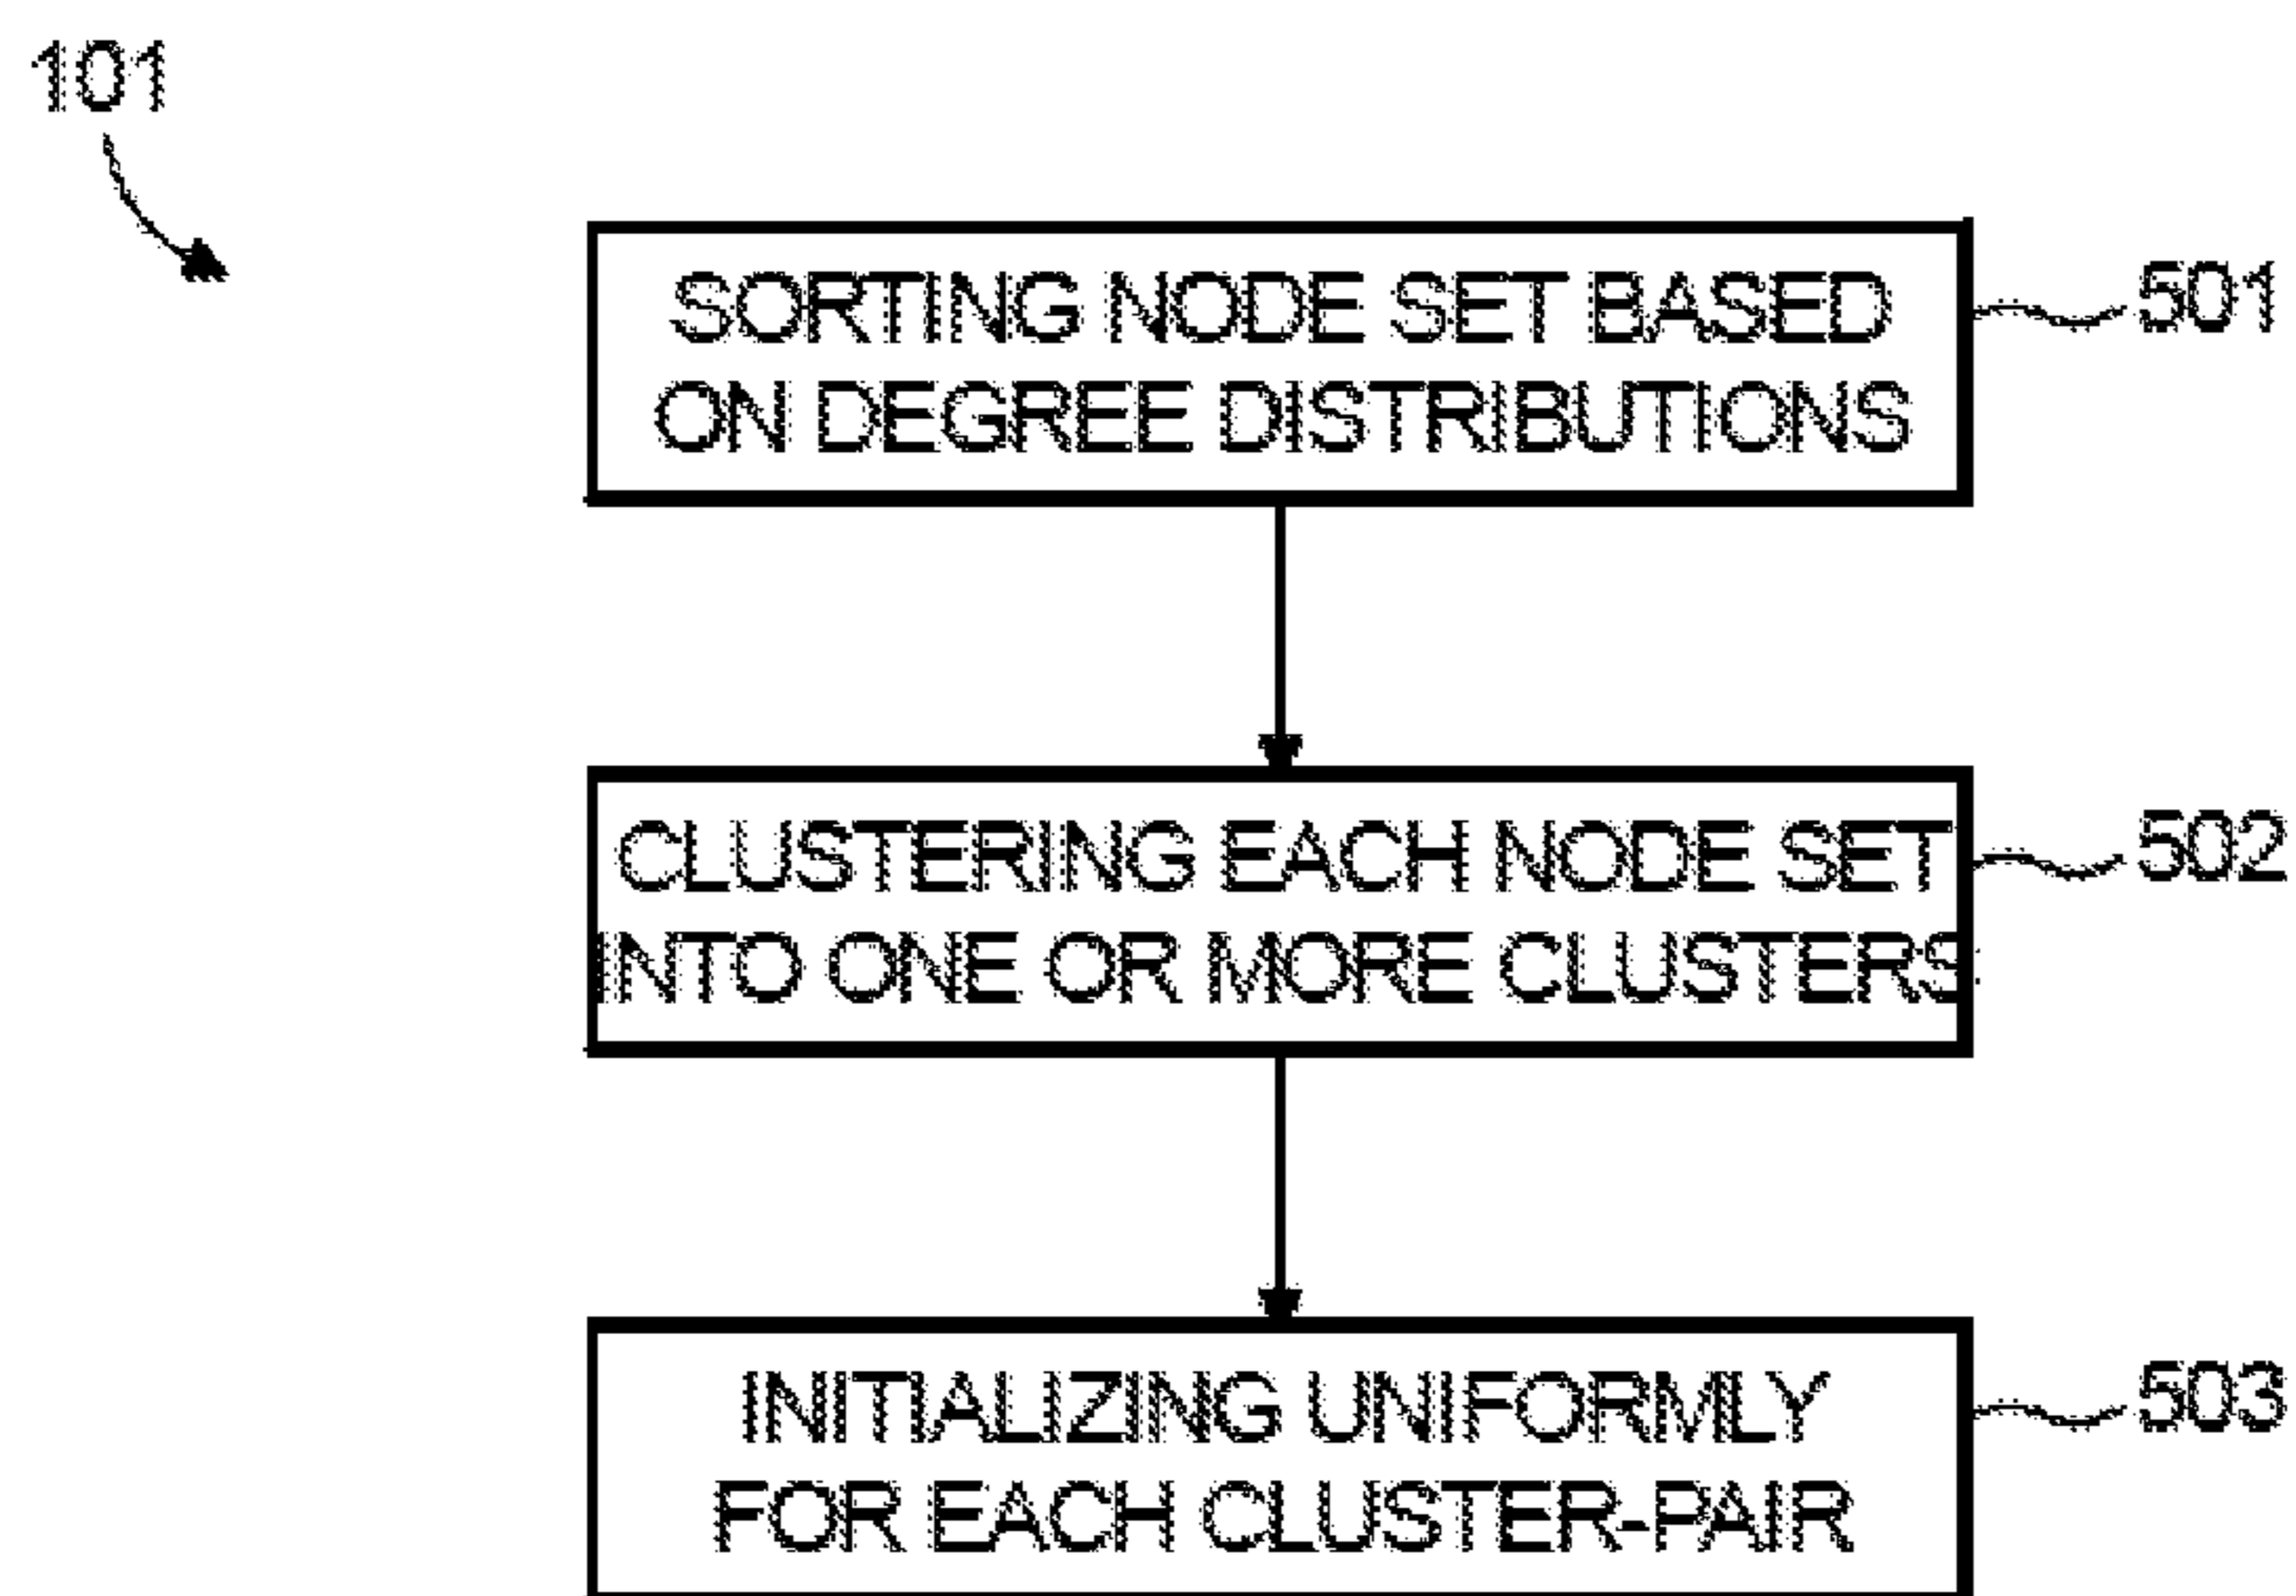 101
SORTING NODE SET BASED
ON DEGREE DISTRIBUTIONS
501
CLUSTERING EACH NODE SET
INTO ONE OR MORE CLUSTERS
502
INITIALIZING UNIFORMLY
FOR EACH CLUSTER-PAIR
503